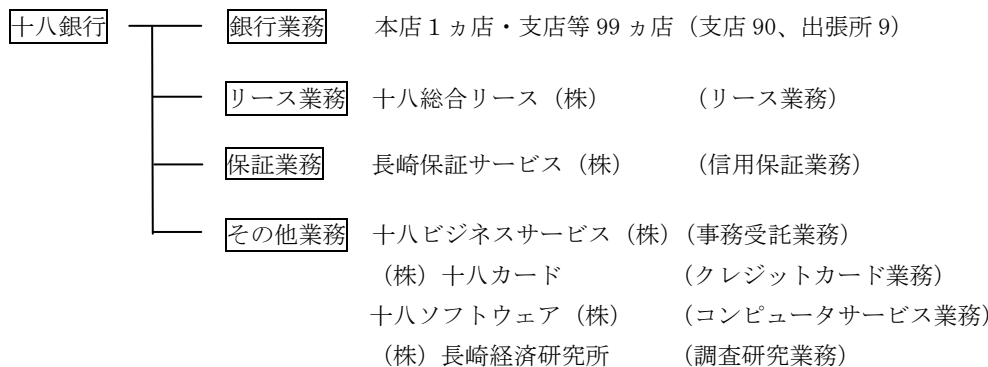 十八銀行 銀行業務 本店1ヵ店・支店等99ヵ店（支店90、出張所9）
リース業務 十八総合リース（株） （リース業務）
保証業務 長崎保証サービス（株） （信用保証業務）
その他業務 十八ビジネスサービス（株）（事務受託業務）
（株）十八カード （クレジットカード業務）
十八ソフトウェア（株） （コンピュータサービス業務）
（株）長崎経済研究所 （調査研究業務）